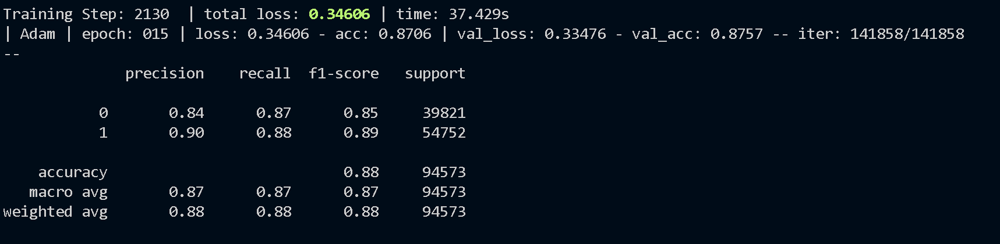 Training Step: 2130 | total loss: 0.34606 | time: 37.429s
| Adam | epoch: 015 | loss: 0.34606 - acc: 0.8706 | val_loss: 0.33476 - val_acc: 0.8757 -- iter: 141858/141858
--
precision recall f1-score support
0 0.84 0.87 0.85 39821
1 0.90 0.88 0.89 54752
accuracy 0.88 94573
macro avg 0.87 0.87 0.87 94573
weighted avg 0.88 0.88 0.88 94573